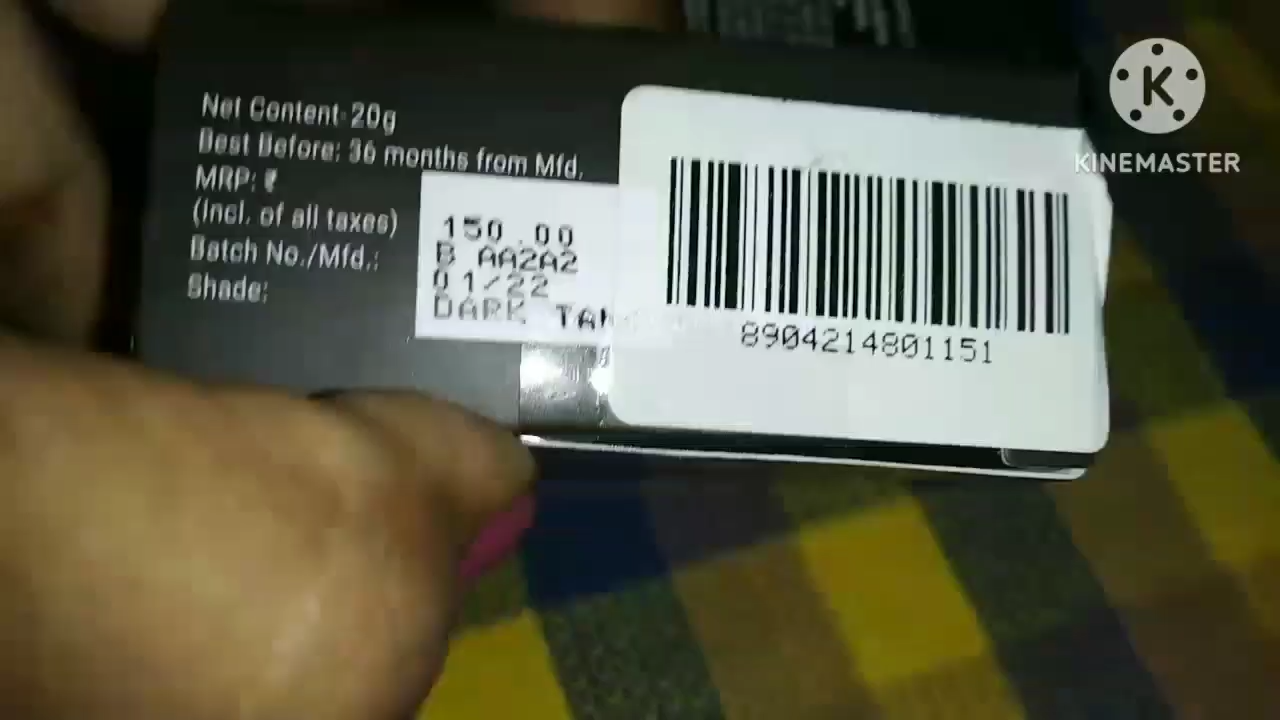 Net Content 20g
Best Before: 36 months from Mfd.
MRP: ₹
(Incl. of all taxes)
Batch No./Mfd.:
Shade:
150.00
B AA2A2
01/22
DARK TAN
8904214801151
K
KINEMASTER